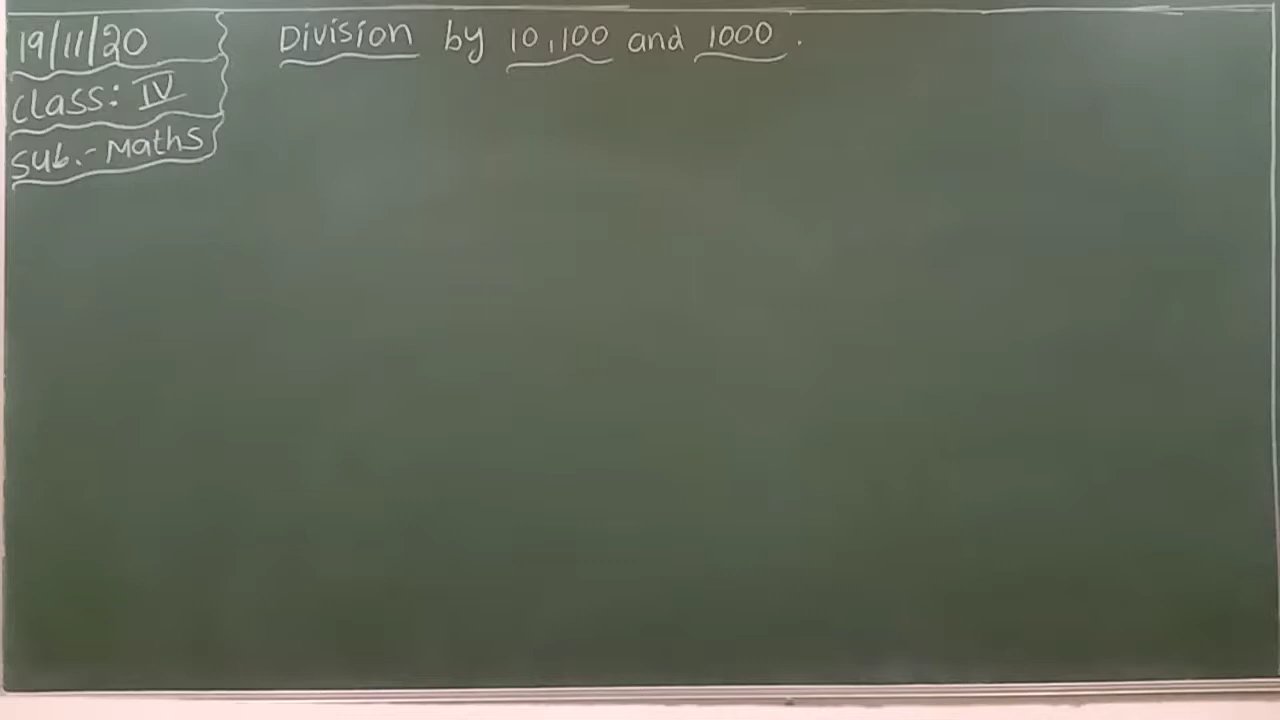 19/11/20
Class: IV
Sub.- Maths
Division by 10,100 and 1000.